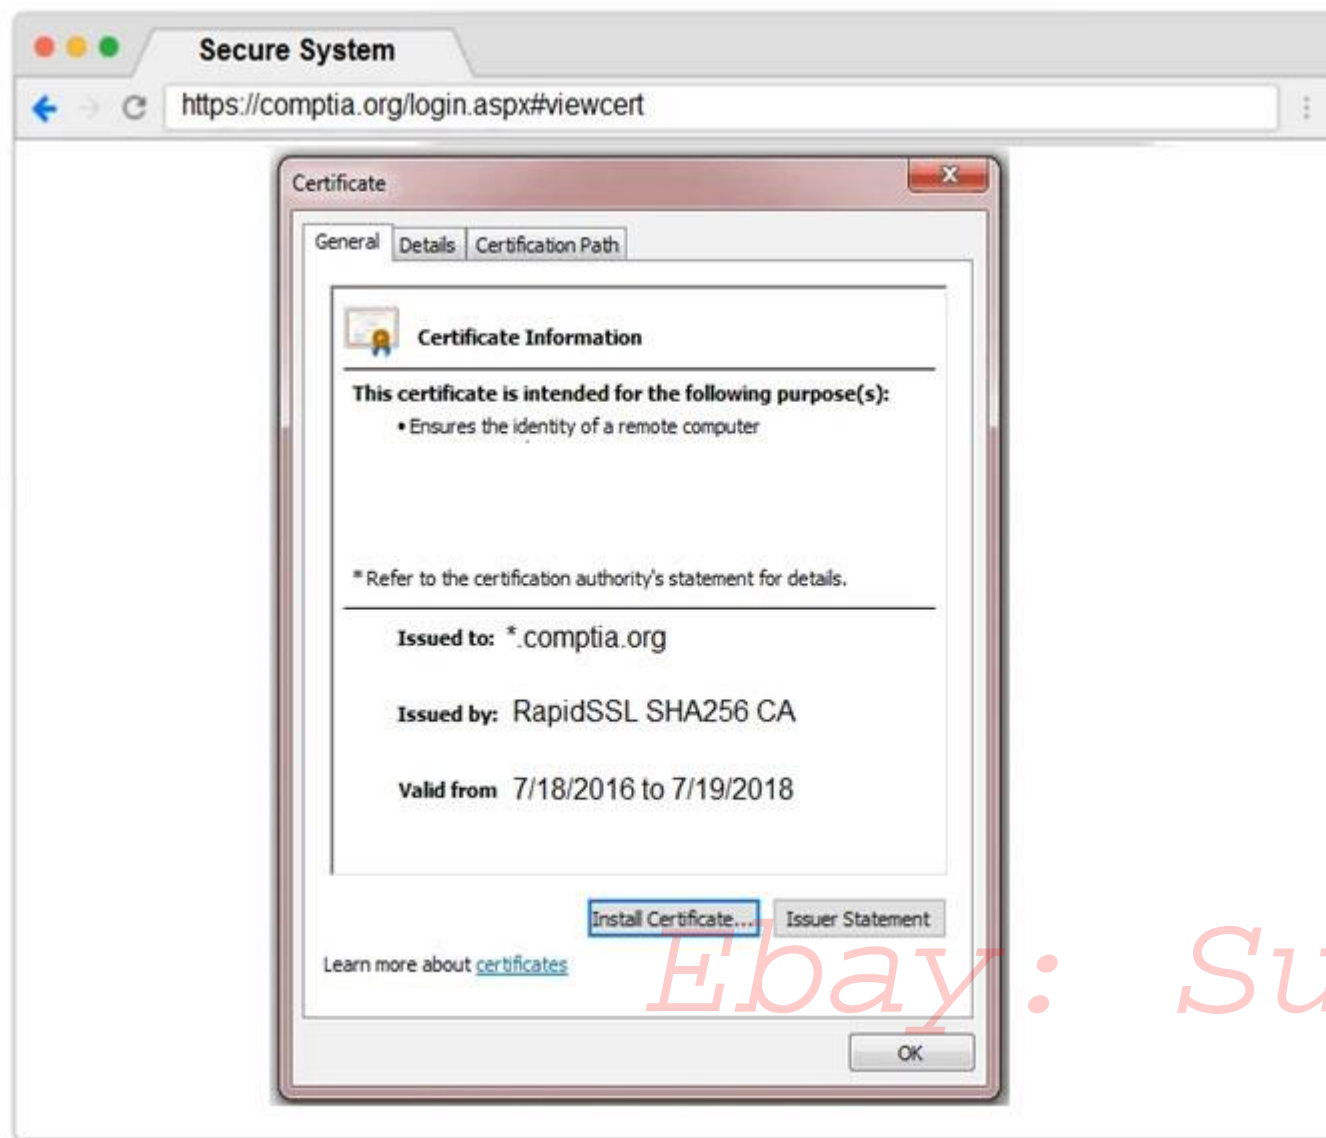 Secure System
https://comptia.org/login.aspx#viewcert
Certificate
General Details Certification Path
Certificate Information
This certificate is intended for the following purpose(s):
• Ensures the identity of a remote computer
* Refer to the certification authority's statement for details.
Issued to: *.comptia.org
Issued by: RapidSSL SHA256 CA
Valid from 7/18/2016 to 7/19/2018
Install Certificate... Issuer Statement
Learn more about certificates
Ebay: Su
OK